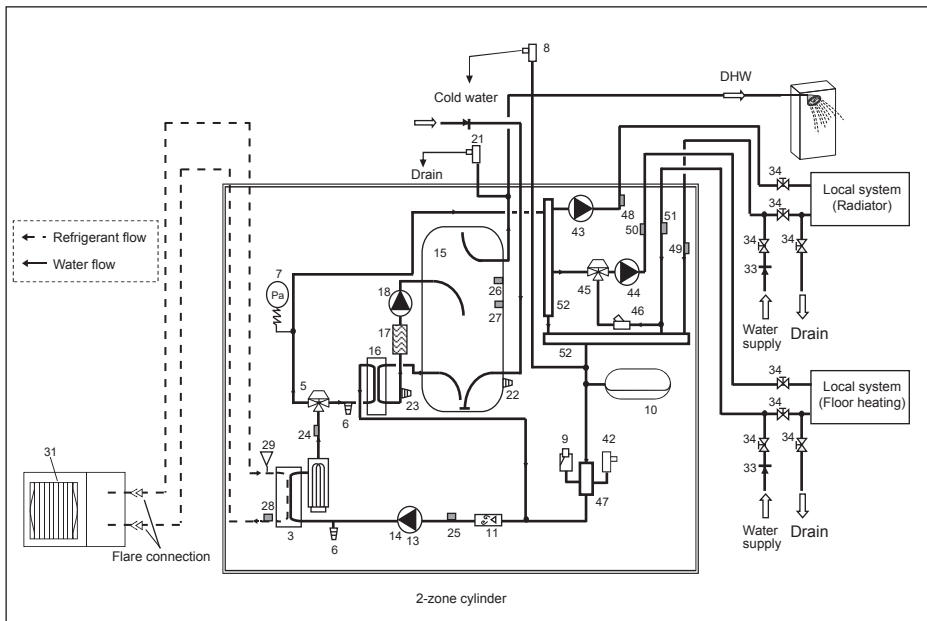 8
DHW
Cold water
21
Drain
34
48
51
Local system
(Radiator)
43
50
34
Refrigerant flow
15
49
34
34
Water flow
7
26
45
44
33
Pa
18
27
52
46
17
Water
supply
Drain
16
52
5
34
23
22
10
Local system
(Floor heating)
6
24
34
9
42
34
34
31
29
33
47
28
3
6
14
13
25
11
Water
supply
Drain
Flare connection
2-zone cylinder